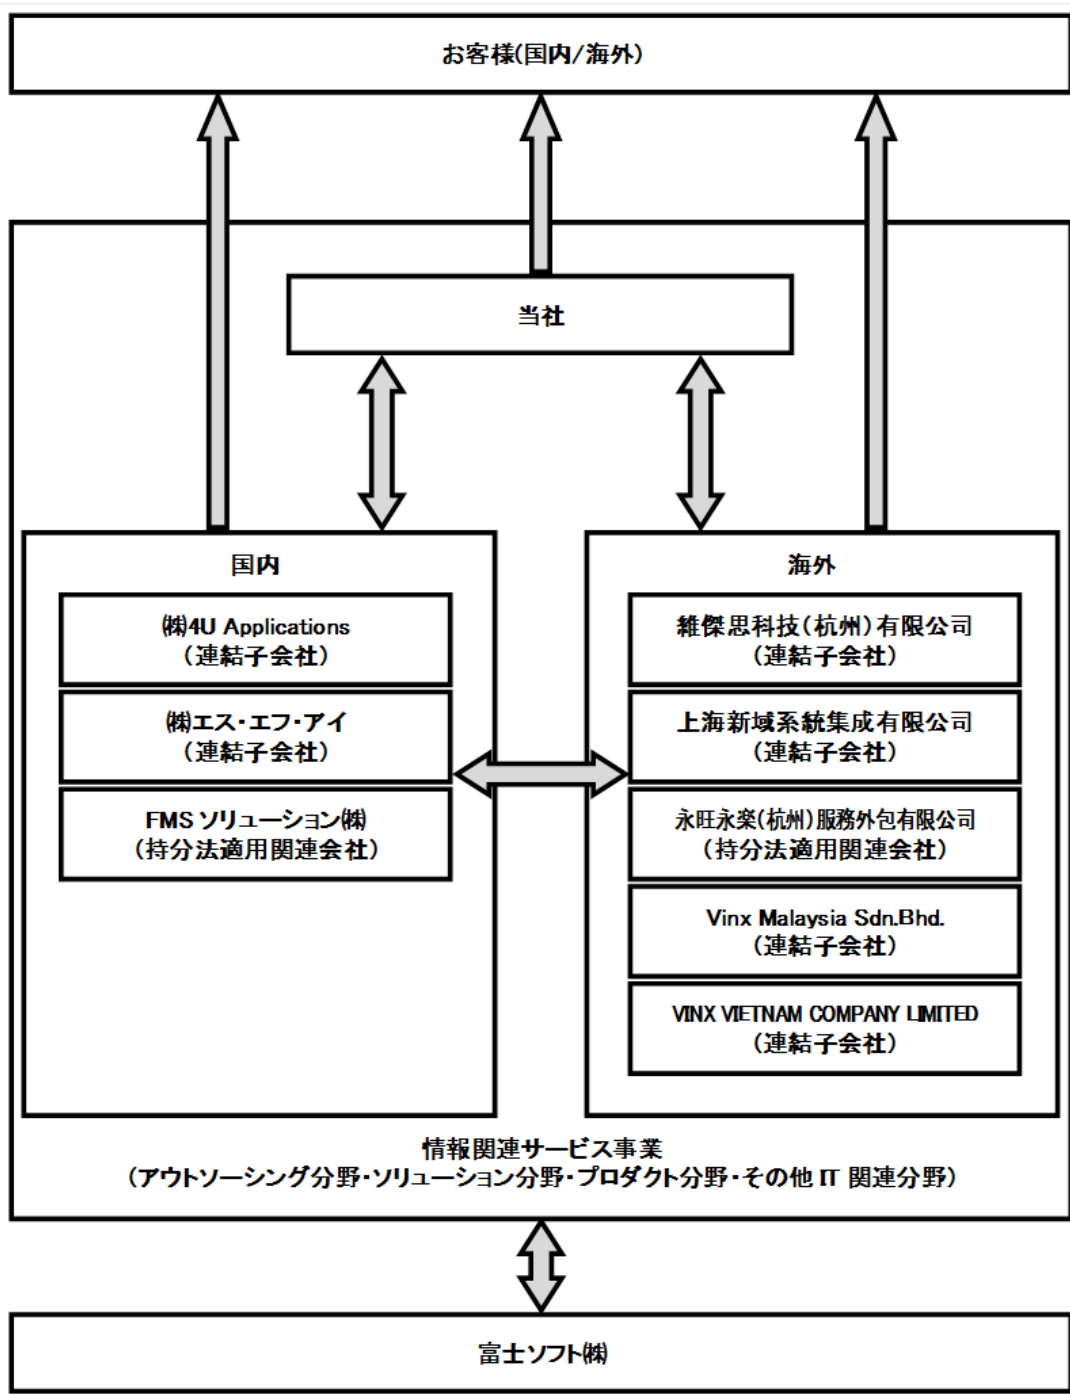 お客様(国内/海外)
当社
国内
㈱4U Applications
(連結子会社)
㈱エス・エフ・アイ
(連結子会社)
FMS ソリューション㈱
(持分法適用関連会社)
海外
維傑思科技(杭州)有限公司
(連結子会社)
上海新域系統集成有限公司
(連結子会社)
永旺永楽(杭州)服務外包有限公司
(持分法適用関連会社)
Vinx Malaysia Sdn.Bhd.
(連結子会社)
VINX VIETNAM COMPANY LIMITED
(連結子会社)
情報関連サービス事業
(アウトソーシング分野・ソリューション分野・プロダクト分野・その他 IT 関連分野)
富士ソフト㈱